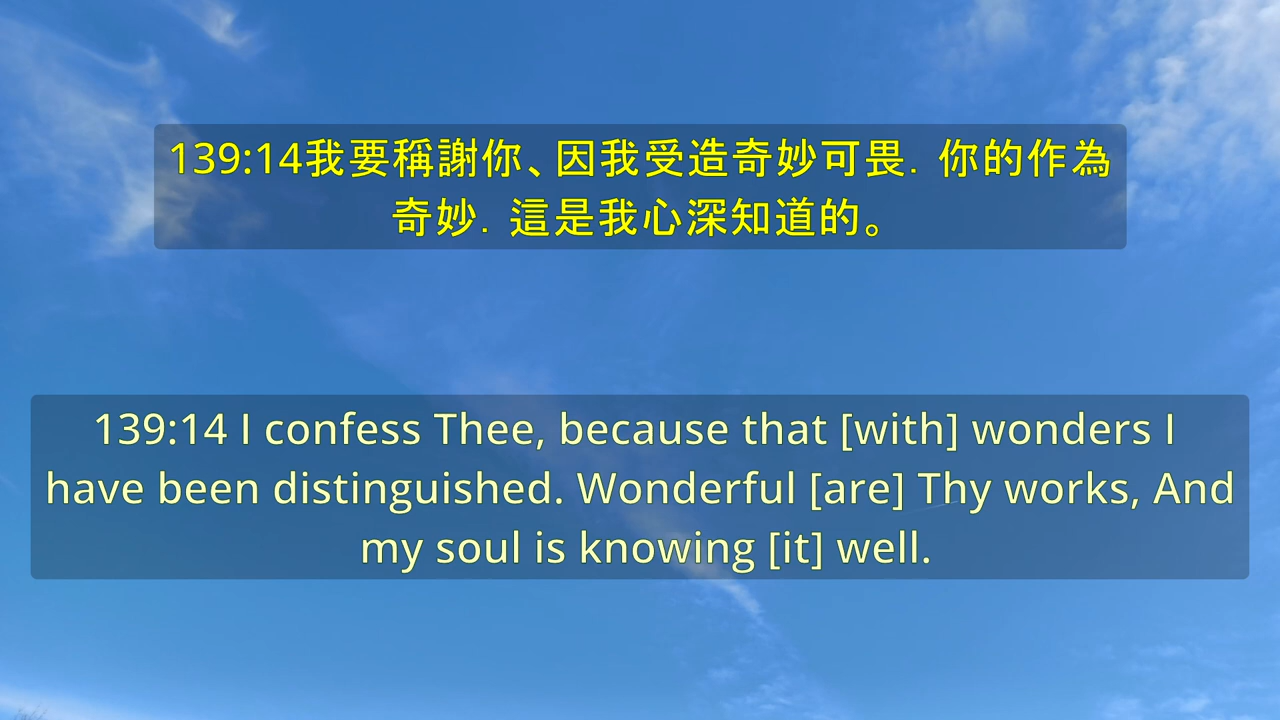 139:14我要稱謝你、因我受造奇妙可畏．你的作為
奇妙．這是我心深知道的。
139:14 I confess Thee, because that [with] wonders I
have been distinguished. Wonderful [are] Thy works, And
my soul is knowing [it] well.